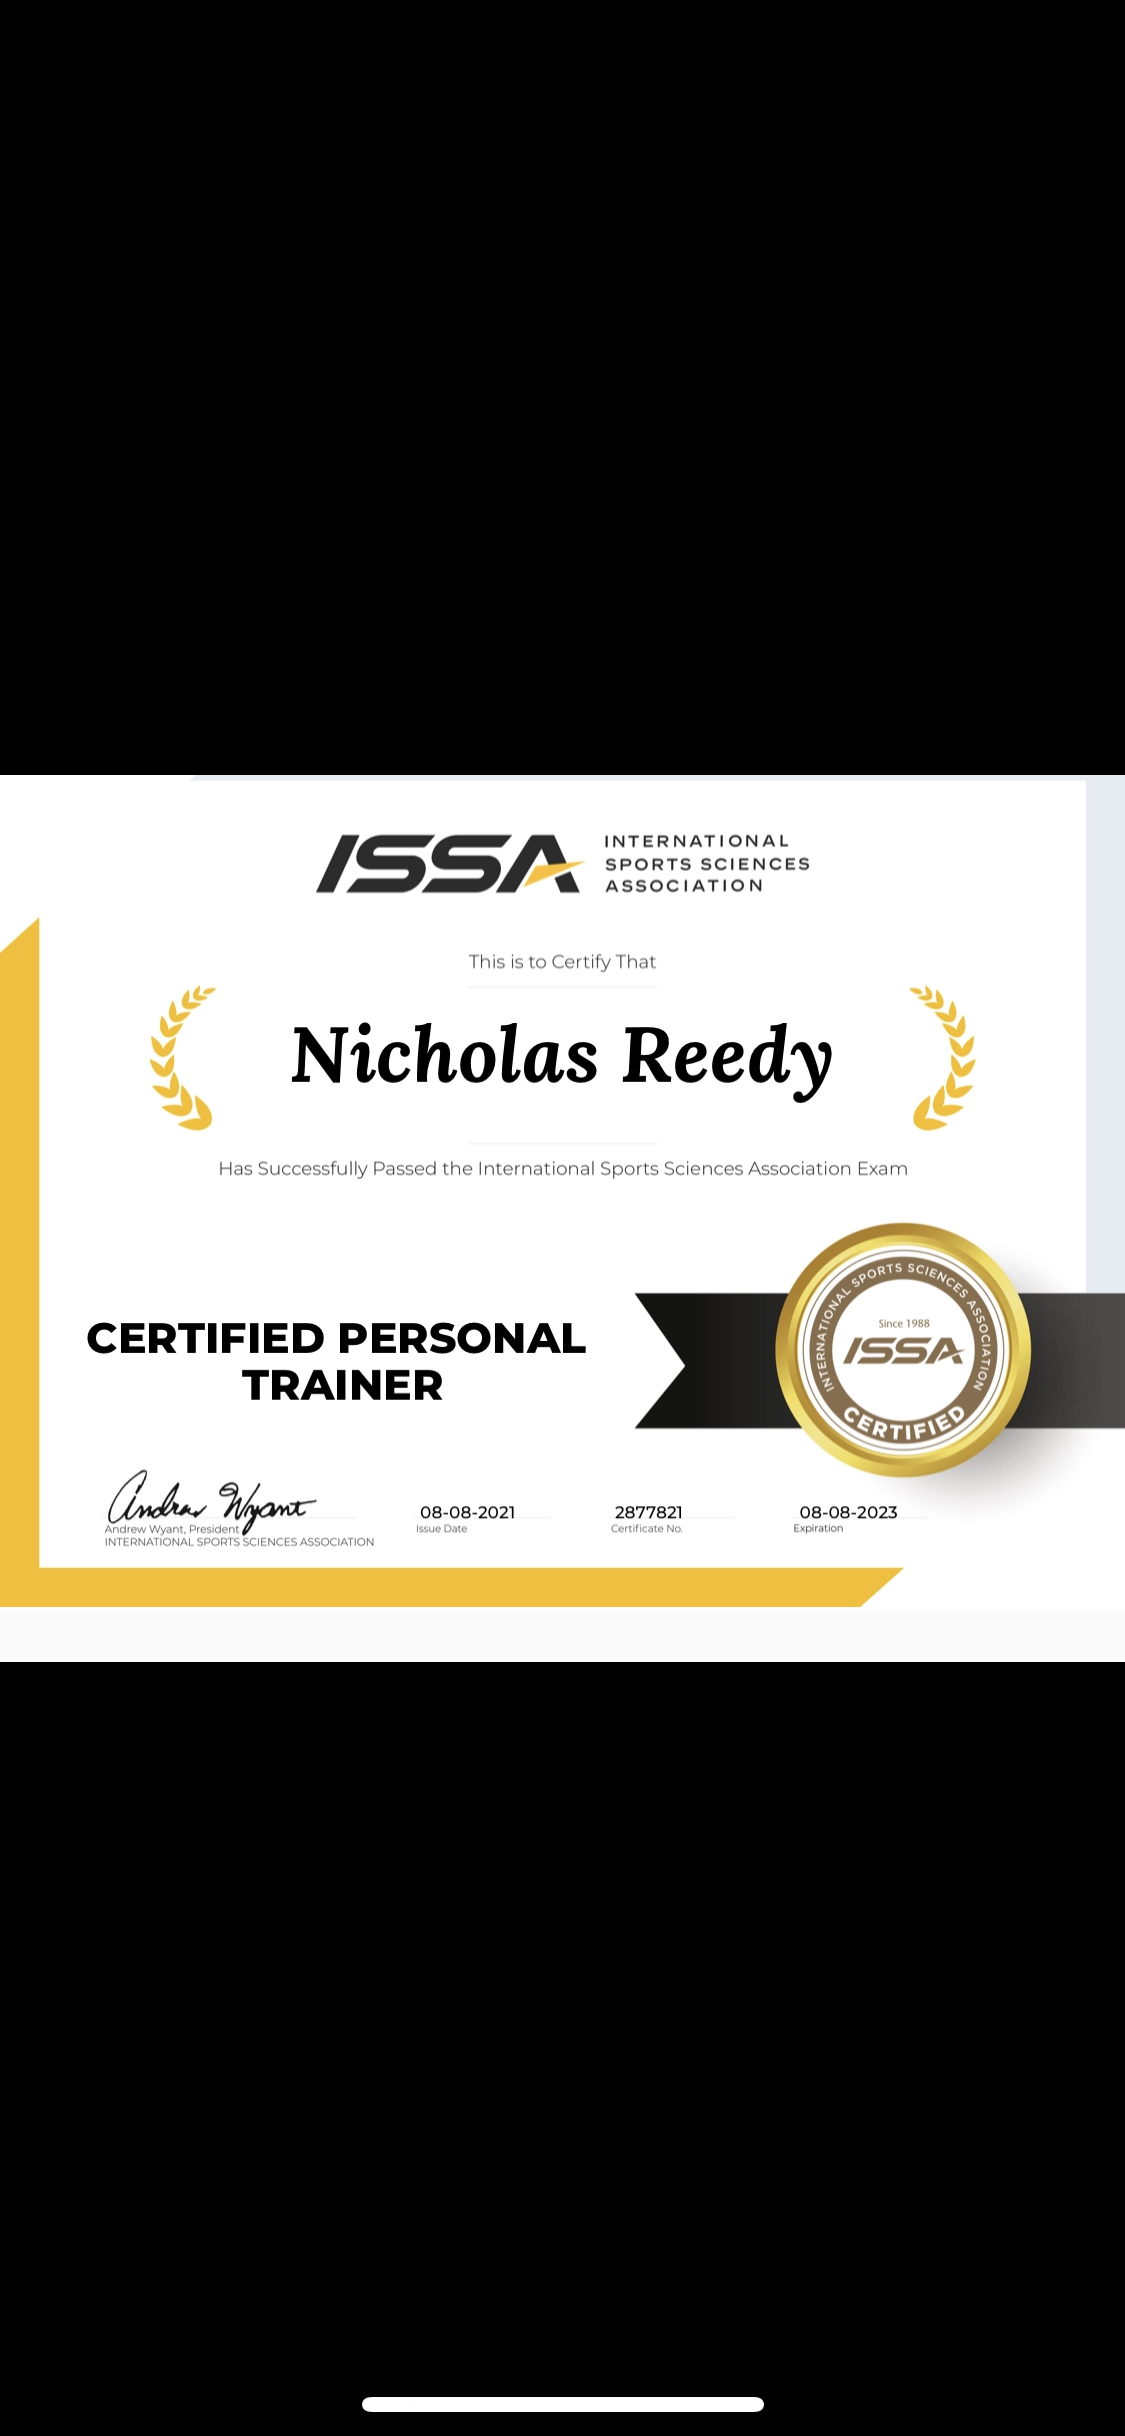 ISSA
INTERNATIONAL
SPORTS SCIENCES
ASSOCIATION
This is to Certify That
Nicholas Reedy
Has Successfully Passed the International Sports Sciences Association Exam
CERTIFIED PERSONAL
TRAINER
INTERNATIONAL SPORTS SCIENCES ASSOCIATION
Since 1988
ISSA
CERTIFIED
Andrew Wyant
Andrew Wyant, President
INTERNATIONAL SPORTS SCIENCES ASSOCIATION
08-08-2021
Issue Date
2877821
Certificate No.
08-08-2023
Expiration